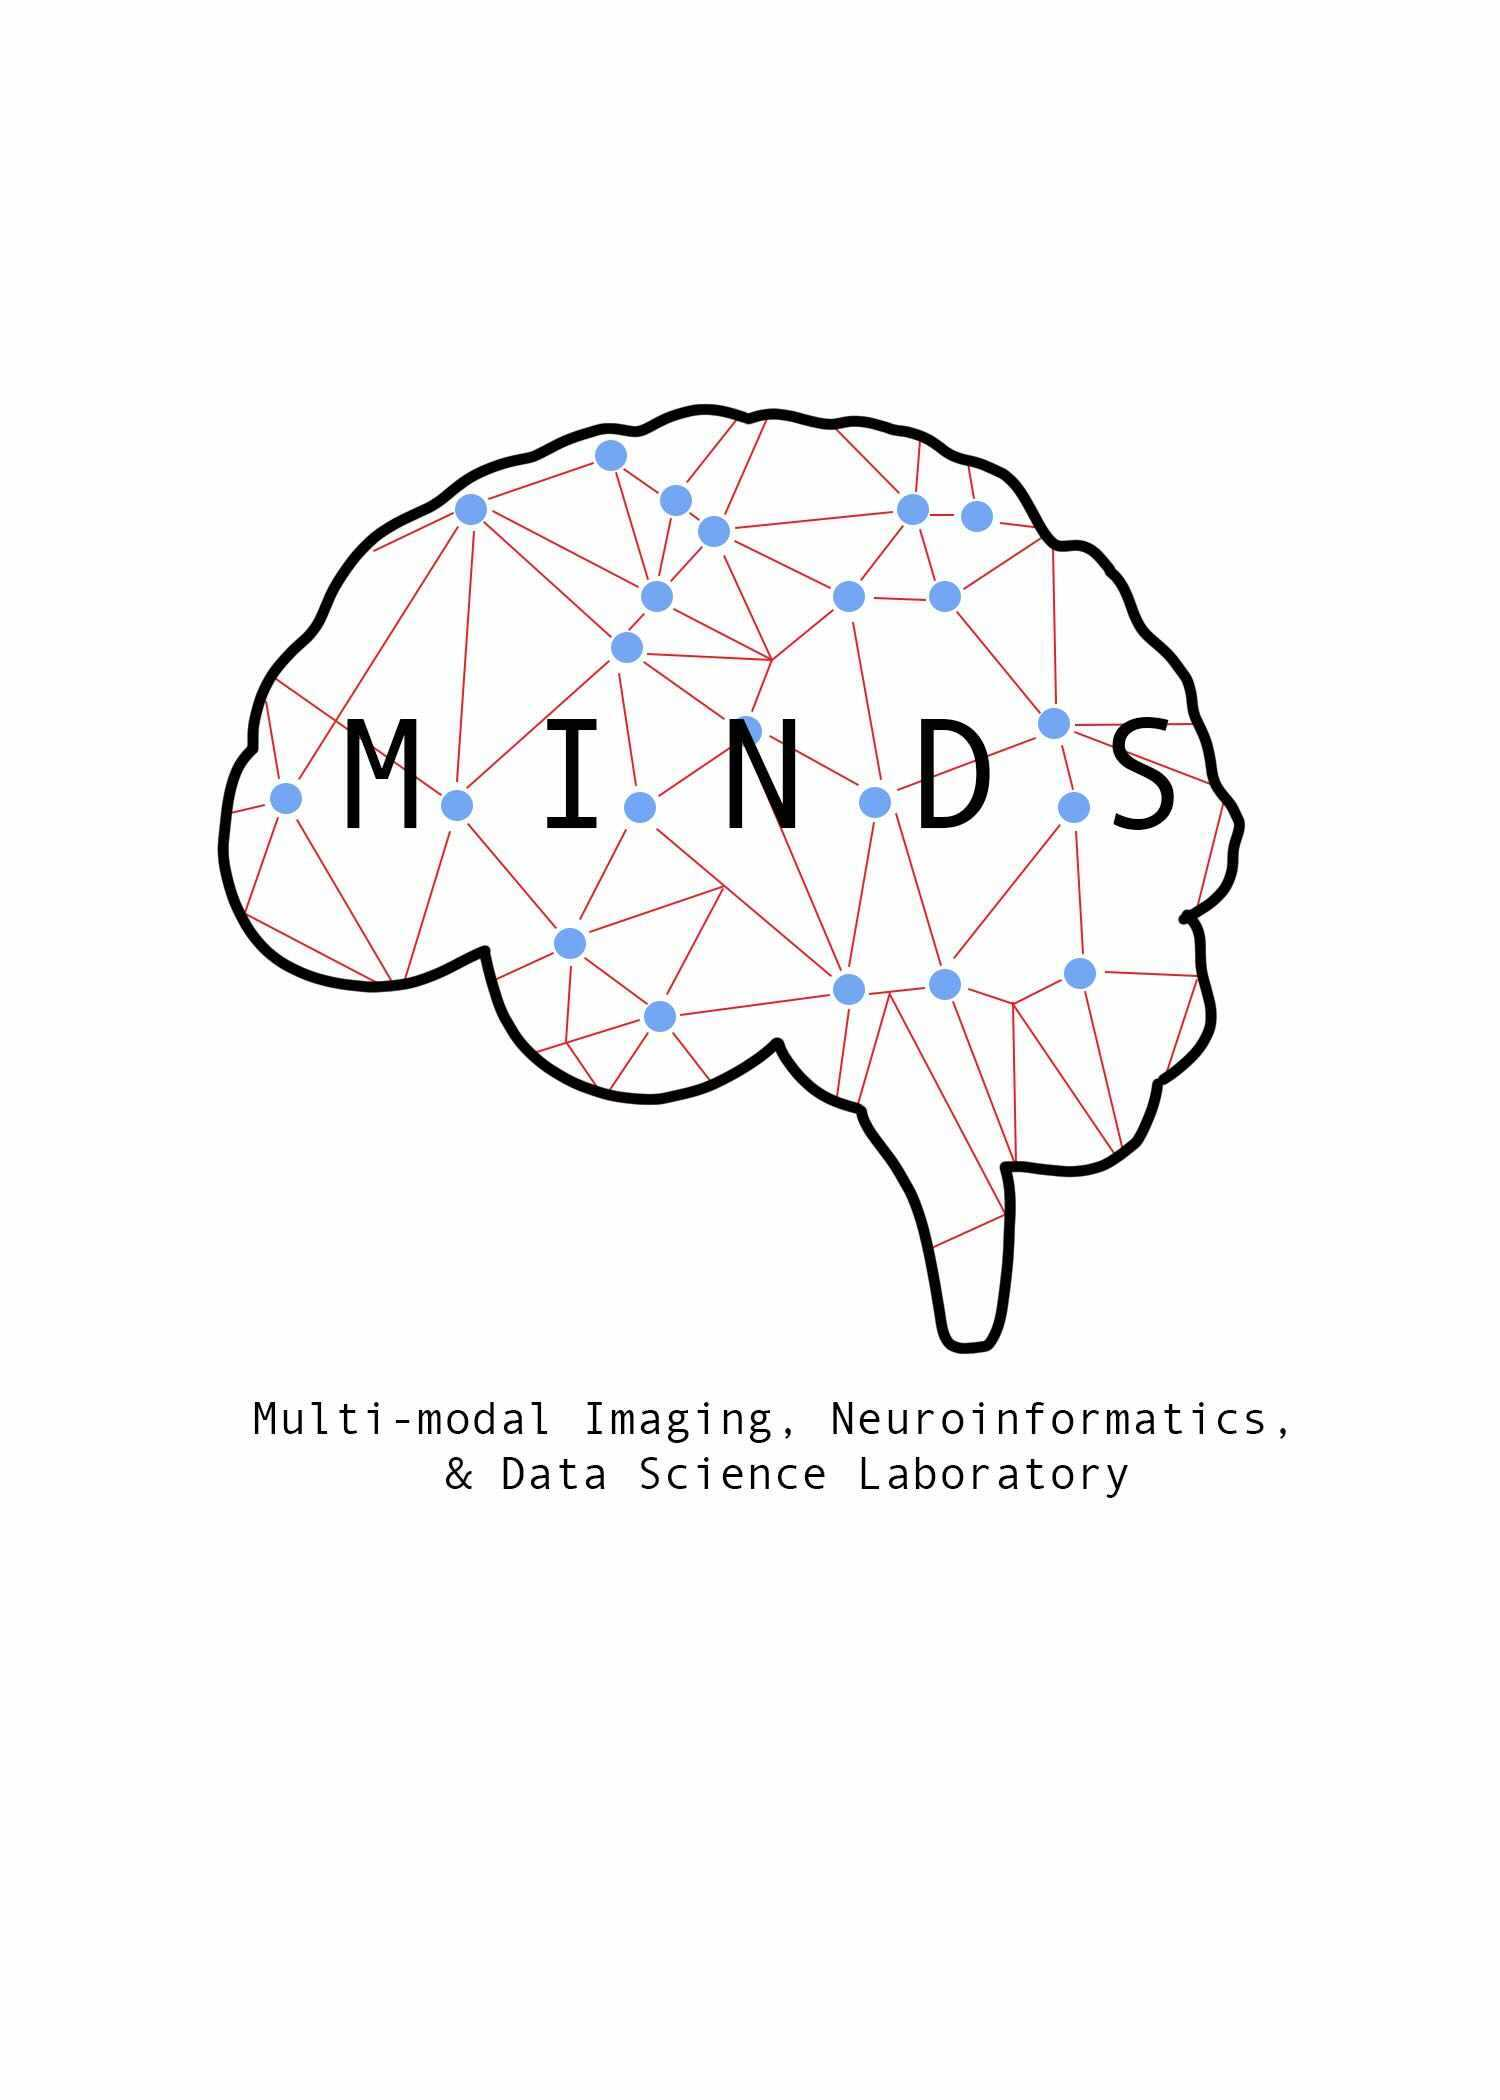 M I N D S
Multi-modal Imaging, Neuroinformatics,
& Data Science Laboratory